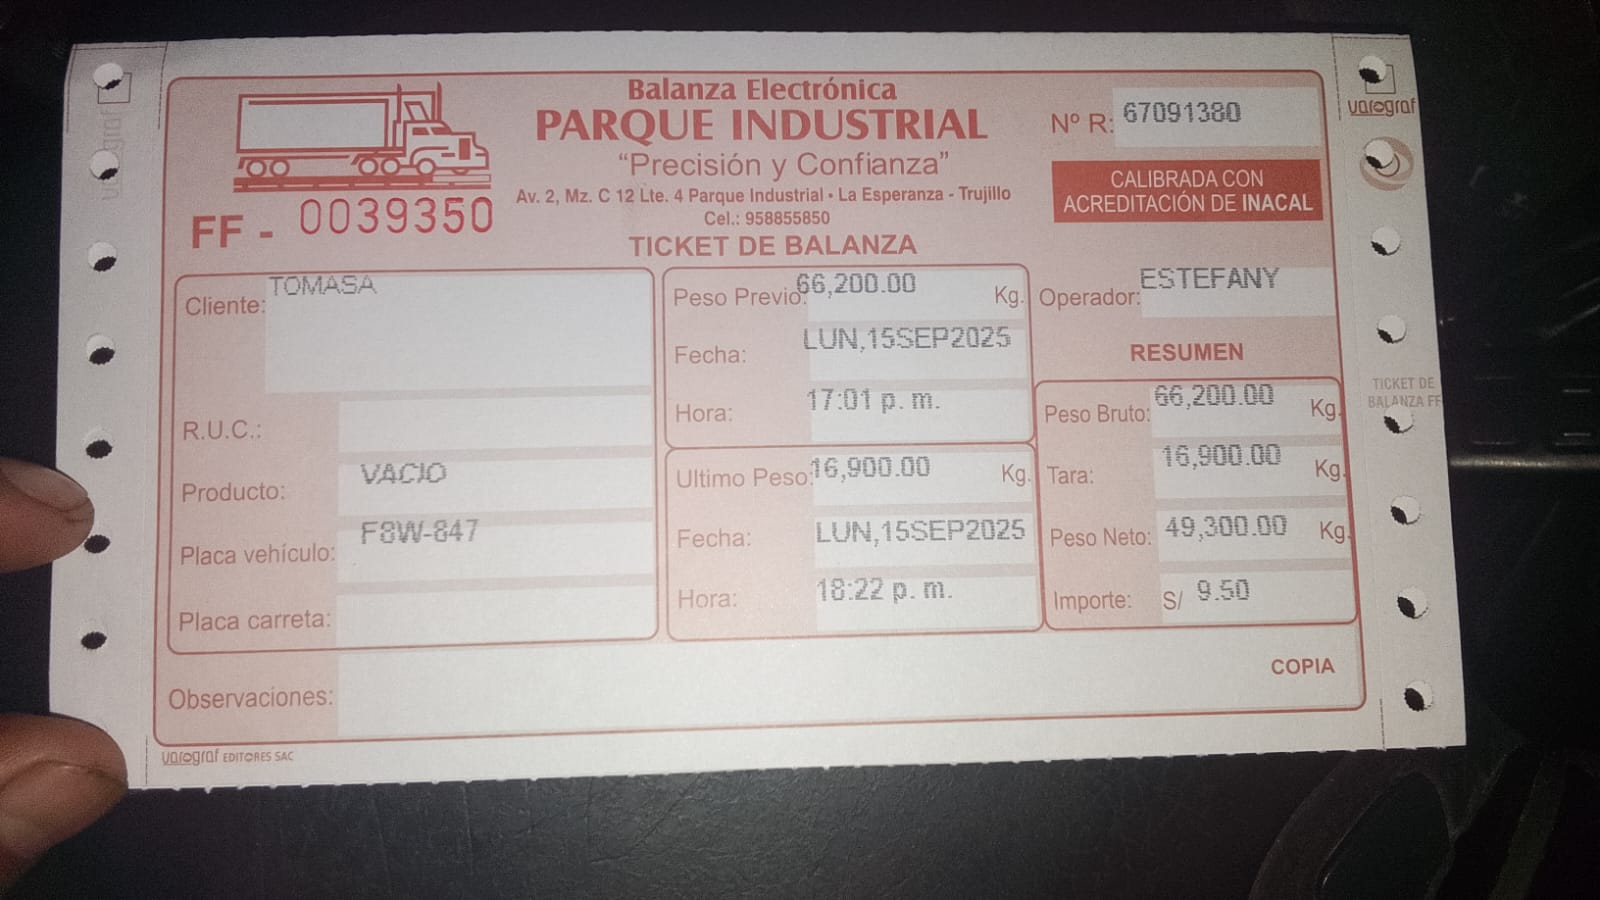 Balanza Electrónica
PARQUE INDUSTRIAL
"Precisión y Confianza"
Av. 2, Mz. C 12 Lte. 4 Parque Industrial • La Esperanza - Trujillo
Cel.: 958855850
TICKET DE BALANZA
FF - 0039350
Nº R: 67091380
CALIBRADA CON
ACREDITACIÓN DE INACAL
varograf
Cliente: TOMASA
R.U.C.:
Producto: VACIO
Placa vehículo: F8W-847
Placa carreta:
Peso Previo: 66,200.00 Kg.
Fecha: LUN,15SEP2025
Hora: 17:01 p. m.
Ultimo Peso: 16,900.00 Kg.
Fecha: LUN,15SEP2025
Hora: 18:22 p. m.
Operador: ESTEFANY
RESUMEN
Peso Bruto: 66,200.00 Kg.
Tara: 16,900.00 Kg.
Peso Neto: 49,300.00 Kg.
Importe: S/ 9.50
TICKET DE
BALANZA FF
Observaciones:
COPIA
varograf EDITORES SAC
varograf